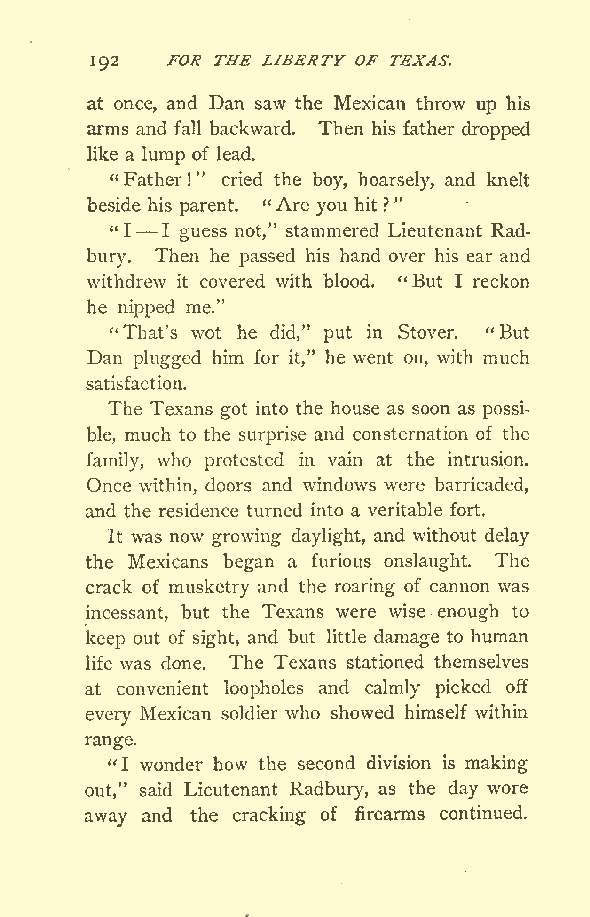 192 FOR THE LIBERTY OF TEXAS.
at once, and Dan saw the Mexican throw up his
arms and fall backward. Then his father dropped
like a lump of lead.
"Father!" cried the boy, hoarsely, and knelt
beside his parent. "Are you hit?"
"I—I guess not," stammered Lieutenant Rad-
bury. Then he passed his hand over his ear and
withdrew it covered with blood. "But I reckon
he nipped me."
"That's wot he did," put in Stover. "But
Dan plugged him for it," he went on, with much
satisfaction.
The Texans got into the house as soon as possi-
ble, much to the surprise and consternation of the
family, who protested in vain at the intrusion.
Once within, doors and windows were barricaded,
and the residence turned into a veritable fort.
It was now growing daylight, and without delay
the Mexicans began a furious onslaught. The
crack of musketry and the roaring of cannon was
incessant, but the Texans were wise enough to
keep out of sight, and but little damage to human
life was done. The Texans stationed themselves
at convenient loopholes and calmly picked off
every Mexican soldier who showed himself within
range.
"I wonder how the second division is making
out," said Lieutenant Radbury, as the day wore
away and the cracking of firearms continued.